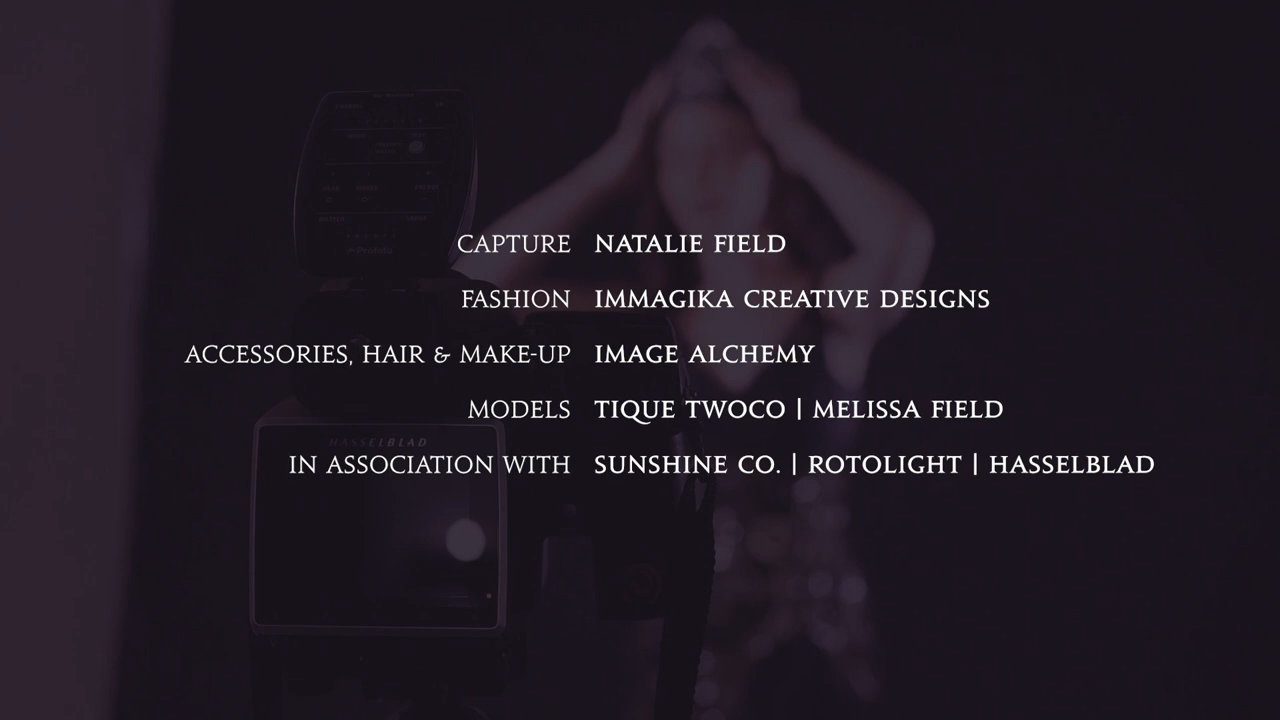 CAPTURE NATALIE FIELD
FASHION IMMAGIKA CREATIVE DESIGNS
ACCESSORIES, HAIR & MAKE-UP IMAGE ALCHEMY
MODELS TIQUE TWOCO | MELISSA FIELD
HASSELBLAD
IN ASSOCIATION WITH SUNSHINE CO. | ROTOLIGHT | HASSELBLAD